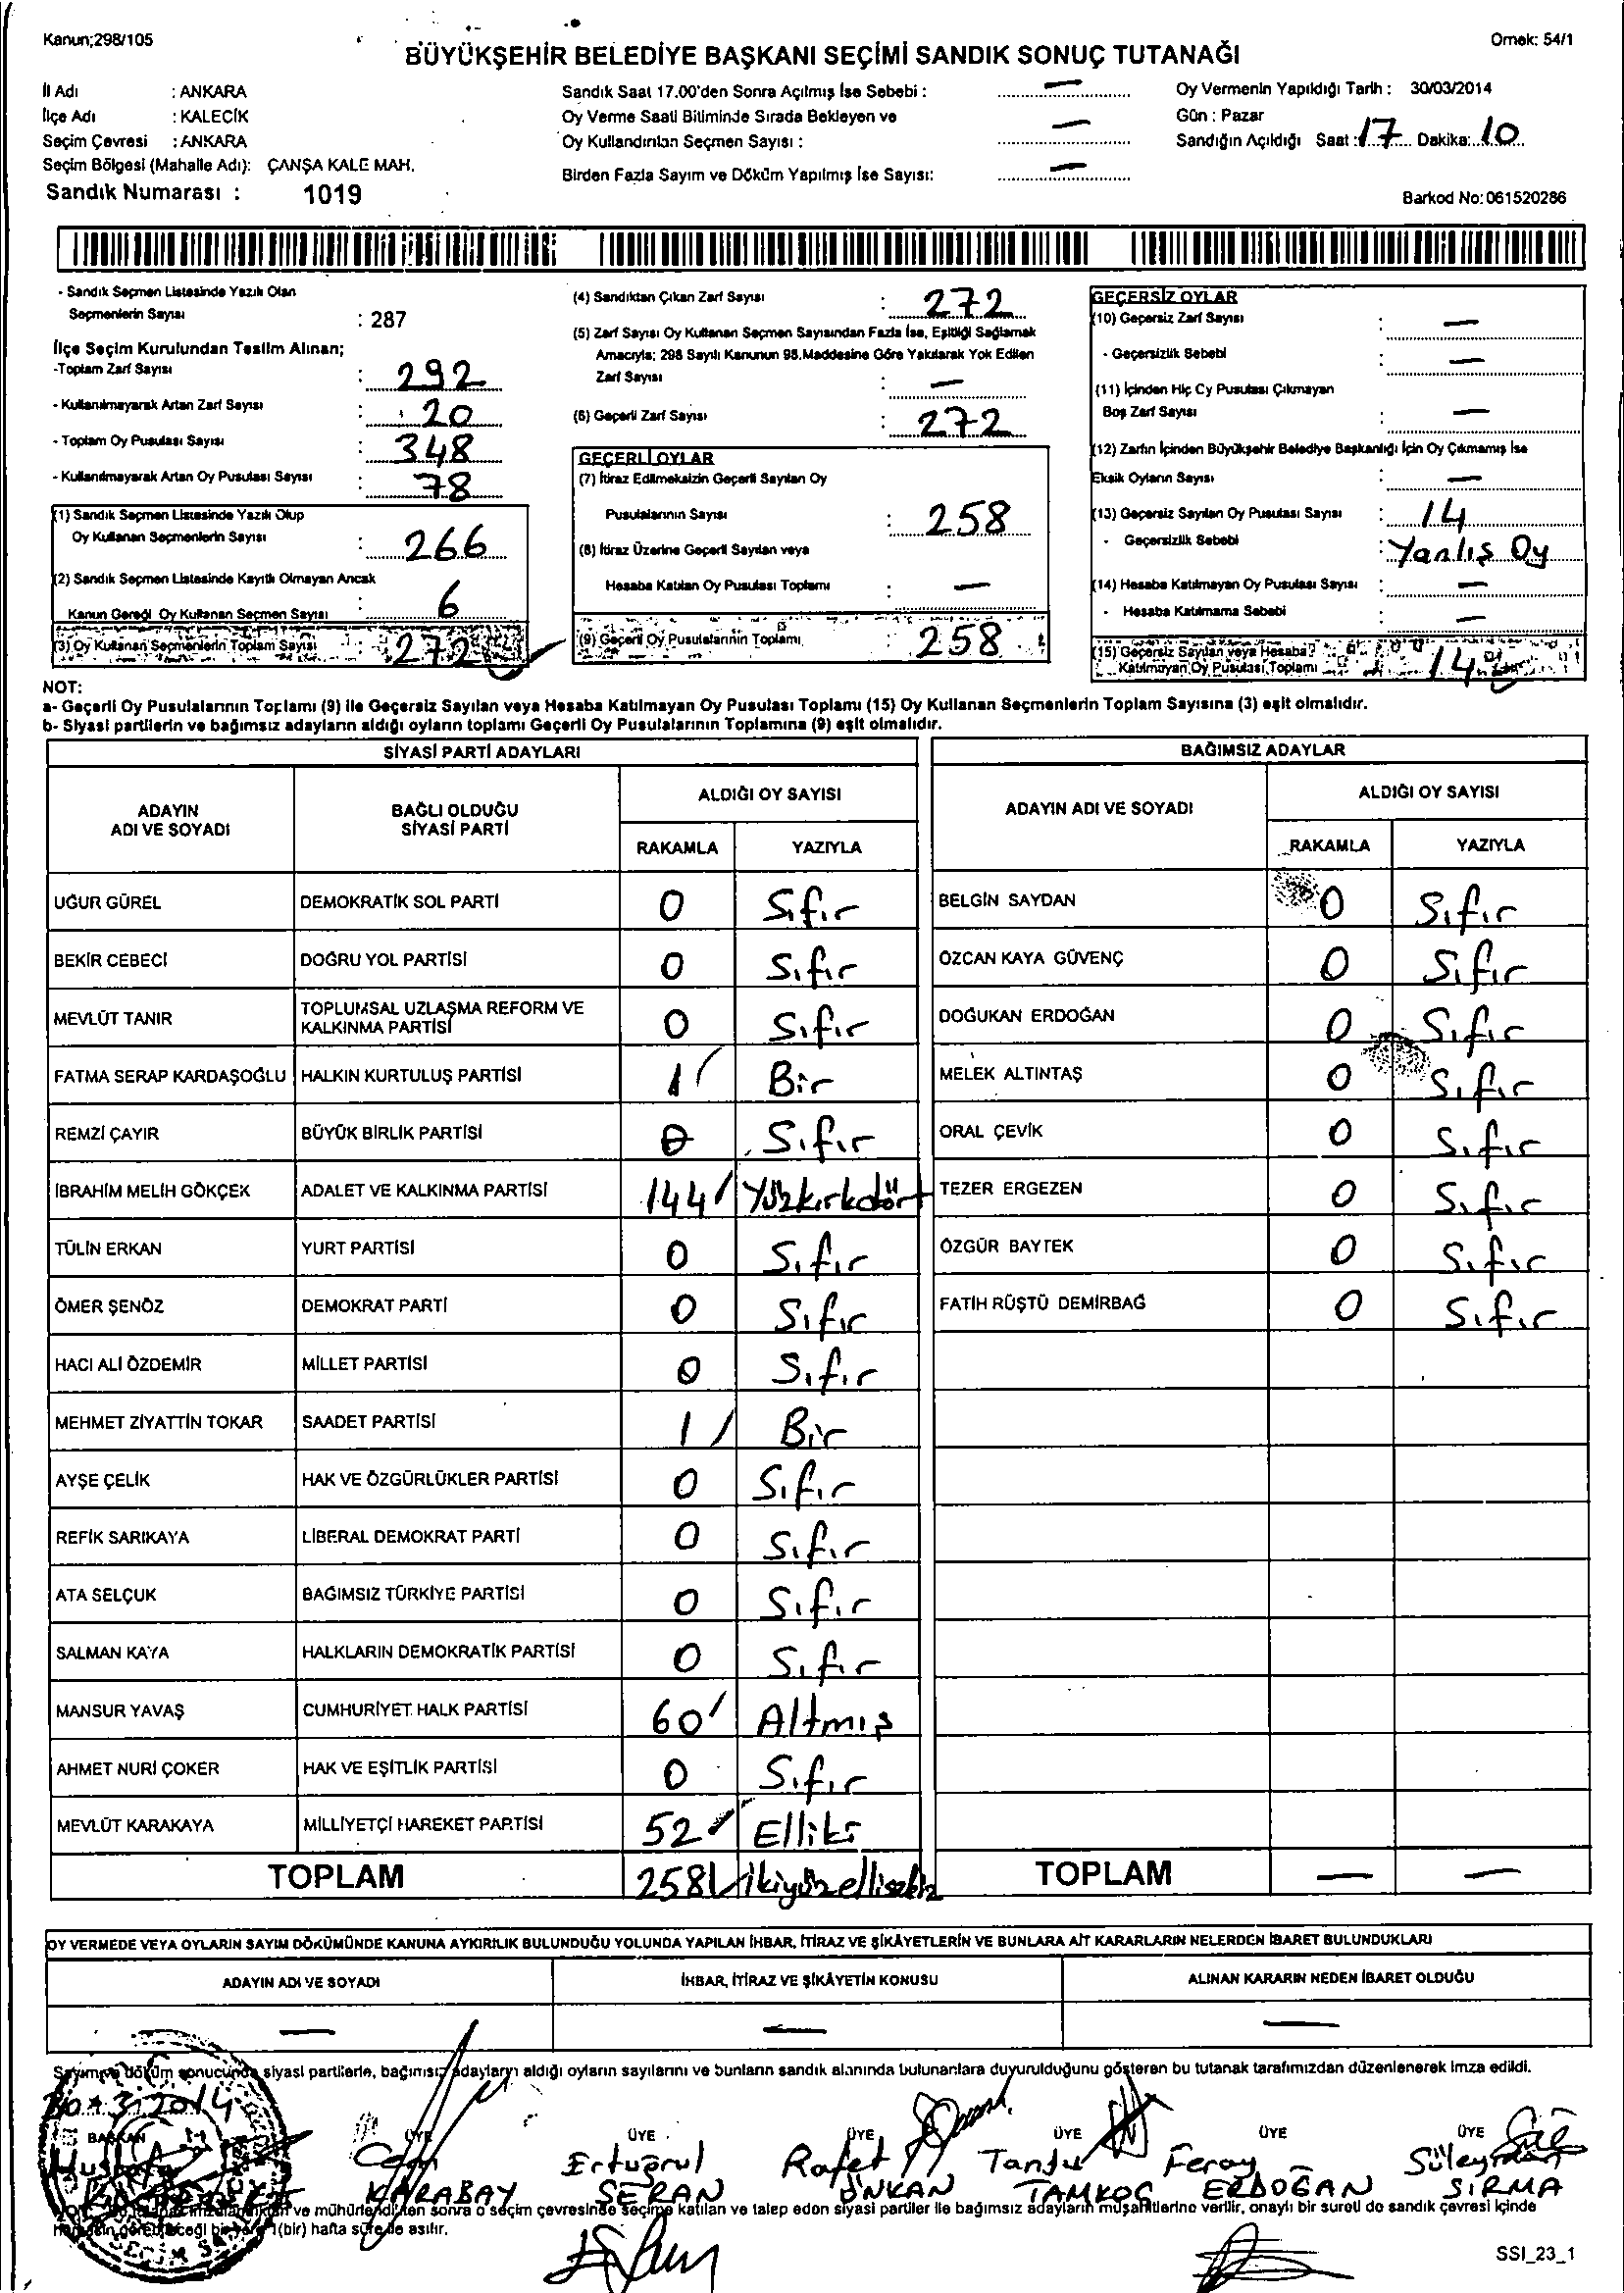 Kanun;298/105
Ornek: 54/1
BÜYÜKŞEHİR BELEDİYE BAŞKANI SEÇİMİ SANDIK SONUÇ TUTANAĞI
İl Adı : ANKARA
İlçe Adı : KALECİK
Seçim Çevresi : ANKARA
Seçim Bölgesi (Mahalle Adı): ÇANŞA KALE MAH.
Sandık Numarası : 1019
Sandık Saat 17.00'den Sonra Açılmış İse Sebebi : —
Oy Verme Saati Bitiminde Sırada Bekleyen ve
Oy Kullandırılan Seçmen Sayısı : —
Birden Fazla Sayım ve Döküm Yapılmış İse Sayısı: —
Oy Vermenin Yapıldığı Tarih : 30/03/2014
Gün : Pazar
Sandığın Açıldığı Saat : 17 Dakika: 10
Barkod No: 061520286
- Sandık Seçmen Listesinde Yazılı Olan
Seçmenlerin Sayısı : 287
İlçe Seçim Kurulundan Teslim Alınan;
-Toplam Zarf Sayısı : 292
- Kullanılmayarak Artan Zarf Sayısı : 20
- Toplam Oy Pusulası Sayısı : 348
- Kullanılmayarak Artan Oy Pusulası Sayısı : 78
(1) Sandık Seçmen Listesinde Yazılı Olup
Oy Kullanan Seçmenlerin Sayısı : 266
(2) Sandık Seçmen Listesinde Kayıtlı Olmayan Ancak
Kanun Gereği Oy Kullanan Seçmen Sayısı : 6
(3) Oy Kullanan Seçmenlerin Toplam Sayısı : 272
(4) Sandıktan Çıkan Zarf Sayısı : 272
(5) Zarf Sayısı Oy Kullanan Seçmen Sayısından Fazla İse, Eşitliği Sağlamak
Amacıyla; 298 Sayılı Kanunun 98.Maddesine Göre Yakılarak Yok Edilen
Zarf Sayısı : —
(6) Geçerli Zarf Sayısı : 272
GEÇERLİ OYLAR
(7) İtiraz Edilmeksizin Geçerli Sayılan Oy
Pusulalarının Sayısı : 258
(8) İtiraz Üzerine Geçerli Sayılan veya
Hesaba Katılan Oy Pusulası Toplamı : —
(9) Geçerli Oy Pusulalarının Toplamı : 258
GEÇERSİZ OYLAR
(10) Geçersiz Zarf Sayısı : —
- Geçersizlik Sebebi : —
(11) İçinden Hiç Oy Pusulası Çıkmayan
Boş Zarf Sayısı : —
(12) Zarfın İçinden Büyükşehir Belediye Başkanlığı İçin Oy Çıkmamış İse
Eksik Oyların Sayısı : —
(13) Geçersiz Sayılan Oy Pusulası Sayısı : 14
- Geçersizlik Sebebi : Yanlış Oy
(14) Hesaba Katılmayan Oy Pusulası Sayısı : —
- Hesaba Katılmama Sebebi : —
(15) Geçersiz Sayılan veya Hesaba
Katılmayan Oy Pusulası Toplamı : 14
NOT:
a- Geçerli Oy Pusulalarının Toplamı (9) ile Geçersiz Sayılan veya Hesaba Katılmayan Oy Pusulası Toplamı (15) Oy Kullanan Seçmenlerin Toplam Sayısına (3) eşit olmalıdır.
b- Siyasi partilerin ve bağımsız adayların aldığı oyların toplamı Geçerli Oy Pusulalarının Toplamına (9) eşit olmalıdır.
SİYASİ PARTİ ADAYLARI
ADAYIN ADI VE SOYADI
BAĞLI OLDUĞU SİYASİ PARTİ
ALDIĞI OY SAYISI
RAKAMLA YAZIYLA
UĞUR GÜREL DEMOKRATİK SOL PARTİ 0 Sıfır
BEKİR CEBECİ DOĞRU YOL PARTİSİ 0 Sıfır
MEVLÜT TANIR TOPLUMSAL UZLAŞMA REFORM VE KALKINMA PARTİSİ 0 Sıfır
FATMA SERAP KARDAŞOĞLU HALKIN KURTULUŞ PARTİSİ 1 Bir
REMZİ ÇAYIR BÜYÜK BİRLİK PARTİSİ 0 Sıfır
İBRAHİM MELİH GÖKÇEK ADALET VE KALKINMA PARTİSİ 144 Yüzkırkdört
TÜLİN ERKAN YURT PARTİSİ 0 Sıfır
ÖMER ŞENÖZ DEMOKRAT PARTİ 0 Sıfır
HACI ALİ ÖZDEMİR MİLLET PARTİSİ 0 Sıfır
MEHMET ZİYATTİN TOKAR SAADET PARTİSİ 1 Bir
AYŞE ÇELİK HAK VE ÖZGÜRLÜKLER PARTİSİ 0 Sıfır
REFİK SARIKAYA LİBERAL DEMOKRAT PARTİ 0 Sıfır
ATA SELÇUK BAĞIMSIZ TÜRKİYE PARTİSİ 0 Sıfır
SALMAN KAYA HALKLARIN DEMOKRATİK PARTİSİ 0 Sıfır
MANSUR YAVAŞ CUMHURİYET HALK PARTİSİ 60 Altmış
AHMET NURİ ÇOKER HAK VE EŞİTLİK PARTİSİ 0 Sıfır
MEVLÜT KARAKAYA MİLLİYETÇİ HAREKET PARTİSİ 52 Elliki
TOPLAM 258 ikiyüzellisekiz
BAĞIMSIZ ADAYLAR
ADAYIN ADI VE SOYADI
ALDIĞI OY SAYISI
RAKAMLA YAZIYLA
BELGİN SAYDAN 0 Sıfır
ÖZCAN KAYA GÜVENÇ 0 Sıfır
DOĞUKAN ERDOĞAN 0 Sıfır
MELEK ALTINTAŞ 0 Sıfır
ORAL ÇEVİK 0 Sıfır
TEZER ERGEZEN 0 Sıfır
ÖZGÜR BAYTEK 0 Sıfır
FATİH RÜŞTÜ DEMİRBAĞ 0 Sıfır
TOPLAM — —
OY VERMEDE VEYA OYLARIN SAYIM DÖKÜMÜNDE KANUNA AYKIRILIK BULUNDUĞU YOLUNDA YAPILAN İHBAR, İTİRAZ VE ŞİKÂYETLERİN VE BUNLARA AİT KARARLARIN NELERDEN İBARET BULUNDUKLARI
ADAYIN ADI VE SOYADI İHBAR, İTİRAZ VE ŞİKÂYETİN KONUSU ALINAN KARARIN NEDEN İBARET OLDUĞU
— — —
Sayım ve döküm sonucunda siyasi partilerle, bağımsız adayların aldığı oyların sayılarını ve bunların sandık alanında bulunanlara duyurulduğunu gösteren bu tutanak tarafımızdan düzenlenerek imza edildi.
30 3 2014
BAŞKAN ÜYE ÜYE ÜYE ÜYE ÜYE ÜYE
Cem Ertuğrul Rafet Tansu Feray Süleyman
KARABAY SERAN ÖNKAN TAMKOÇ ERDOĞAN SIRMA
ve mühürlendikten sonra o seçim çevresinde seçime katılan ve talep eden siyasi partiler ile bağımsız adayların müşahitlerine verilir, onaylı bir sureti de sandık çevresi içinde
herkesin görebileceği bir yere 1(bir) hafta süre ile asılır.
SSI_23_1